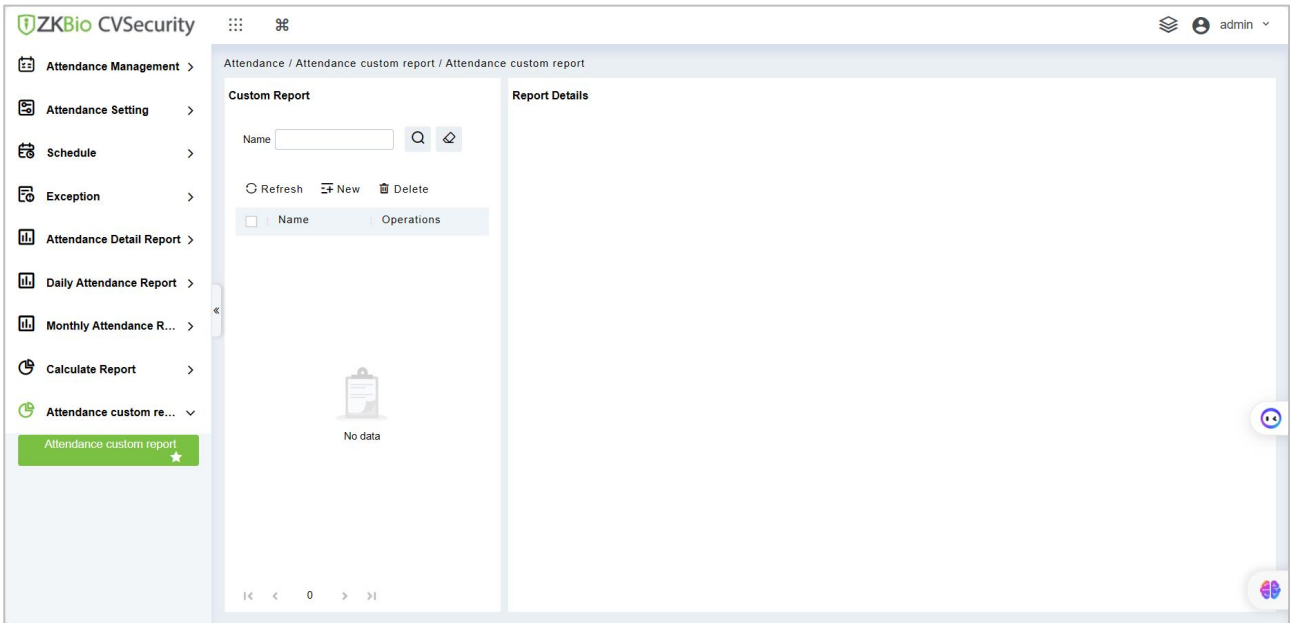 ZKBio CVSecurity
admin
Attendance Management
Attendance Setting
Schedule
Exception
Attendance Detail Report
Daily Attendance Report
Monthly Attendance R...
Calculate Report
Attendance custom re...
Attendance custom report
Attendance / Attendance custom report / Attendance custom report
Custom Report
Name
Refresh New Delete
Name Operations
No data
0
Report Details